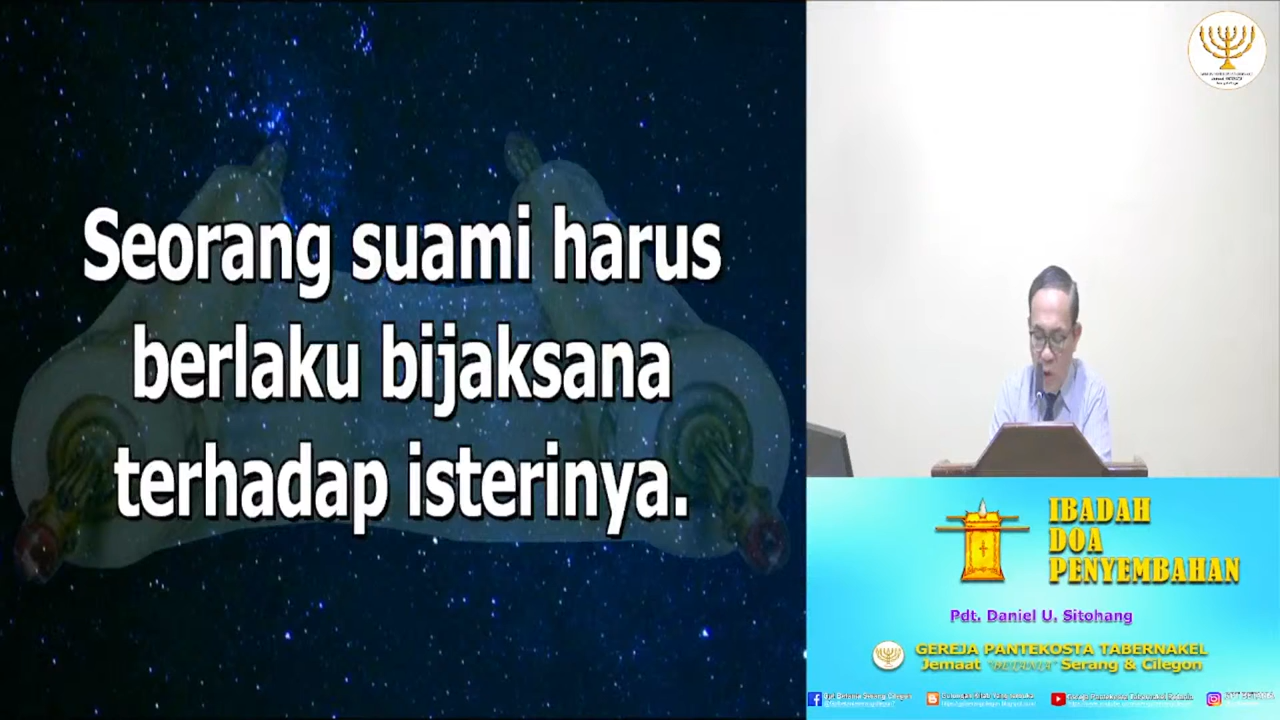 Seorang suami harus
berlaku bijaksana
terhadap isterinya.
IBADAH
DOA
PENYEMBAHAN
Pdt. Daniel U. Sitohang
GEREJA PANTEKOSTA TABERNAKEL
Jemaat "BETANIA" Serang & Cilegon